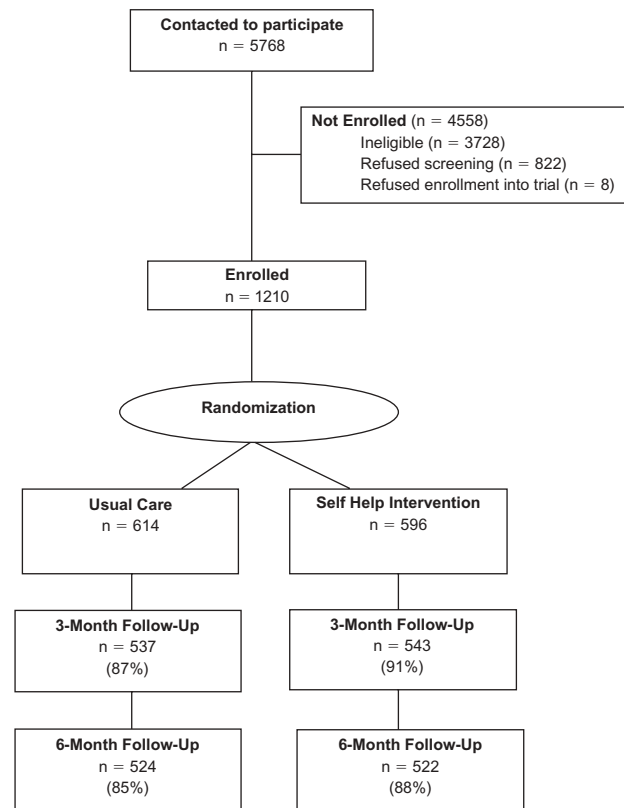 Contacted to participate
n = 5768
Not Enrolled (n = 4558)
Ineligible (n = 3728)
Refused screening (n = 822)
Refused enrollment into trial (n = 8)
Enrolled
n = 1210
Randomization
Usual Care
n = 614
Self Help Intervention
n = 596
3-Month Follow-Up
n = 537
(87%)
3-Month Follow-Up
n = 543
(91%)
6-Month Follow-Up
n = 524
(85%)
6-Month Follow-Up
n = 522
(88%)